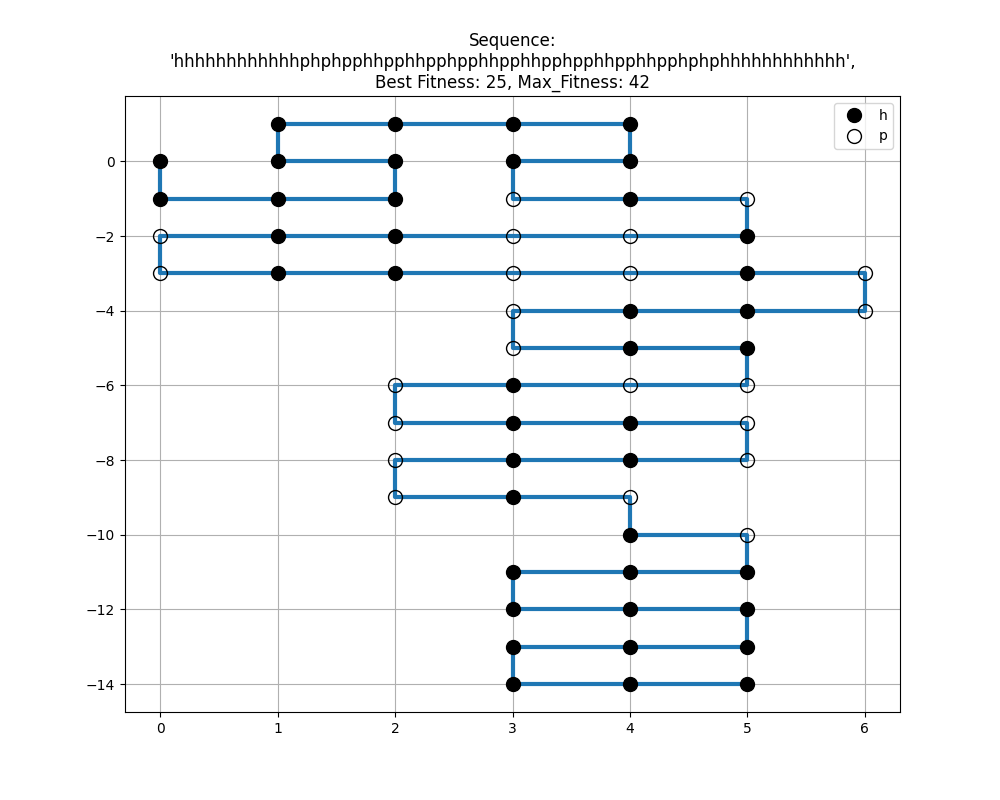 Sequence:
'hhhhhhhhhhhhphphpphhpphhpphpphhpphhpphpphhpphhpphphphhhhhhhhhhhh',
Best Fitness: 25, Max_Fitness: 42
h
p
0
−2
−4
−6
−8
−10
−12
−14
0 1 2 3 4 5 6